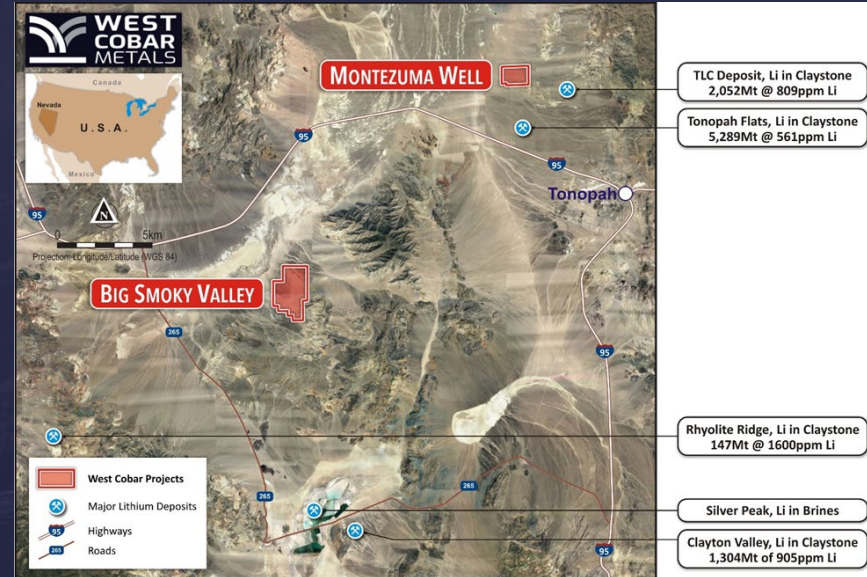 WEST
COBAR
METALS
Canada
Nevada
U.S.A.
Mexico
N
0 5km
Projection: Longitude/Latitude (WGS 84)
MONTEZUMA WELL
95
95
95
Tonopah
BIG SMOKY VALLEY
265
95
265
265
95
TLC Deposit, Li in Claystone
2,052Mt @ 809ppm Li
Tonopah Flats, Li in Claystone
5,289Mt @ 561ppm Li
Rhyolite Ridge, Li in Claystone
147Mt @ 1600ppm Li
Silver Peak, Li in Brines
Clayton Valley, Li in Claystone
1,304Mt of 905ppm Li
West Cobar Projects
Major Lithium Deposits
95 Highways
265 Roads